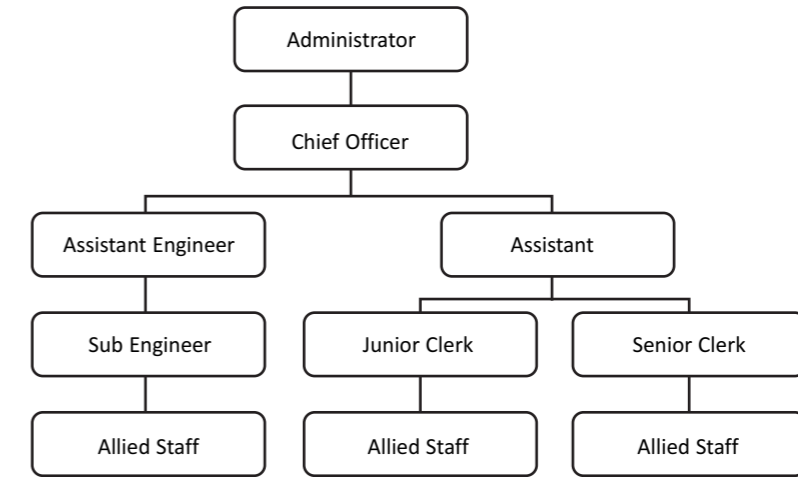 Administrator
Chief Officer
Assistant Engineer
Assistant
Sub Engineer
Junior Clerk
Senior Clerk
Allied Staff
Allied Staff
Allied Staff